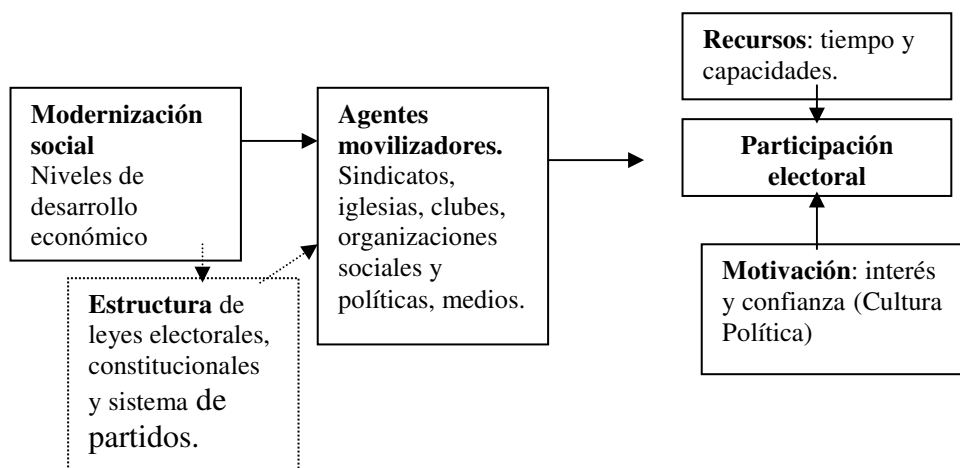 Modernización
social
Niveles de
desarrollo
económico
Estructura de
leyes electorales,
constitucionales
y sistema de
partidos.
Agentes
movilizadores.
Sindicatos,
iglesias, clubes,
organizaciones
sociales y
políticas, medios.
Recursos: tiempo y
capacidades.
Participación
electoral
Motivación: interés
y confianza (Cultura
Política)